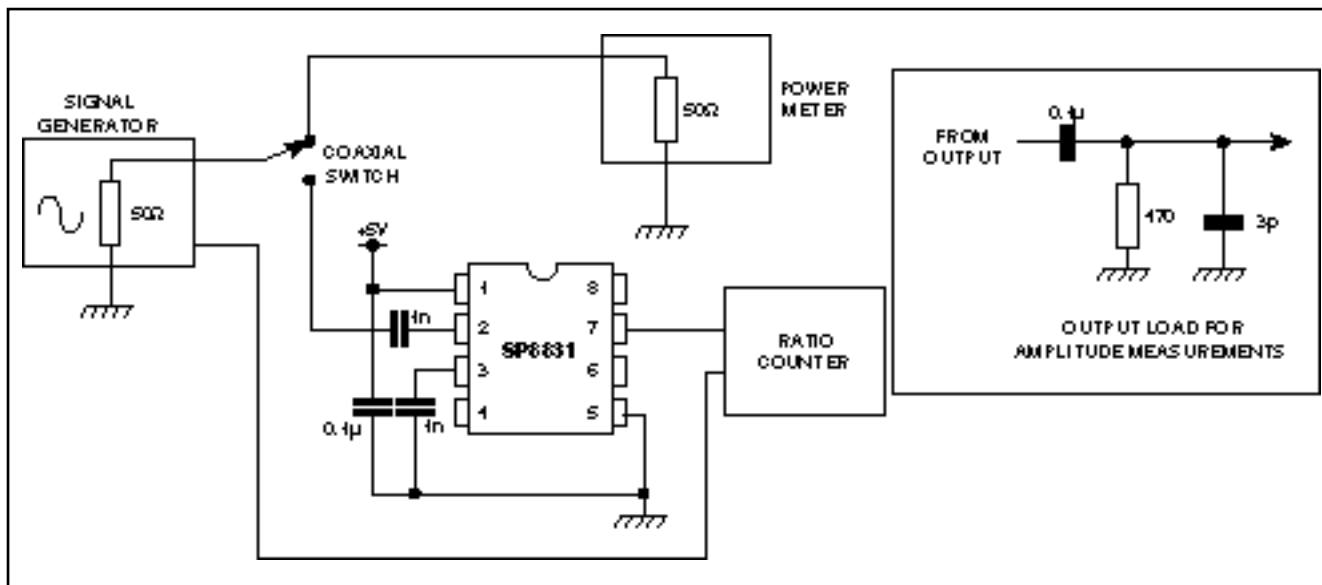 SIGNAL
GENERATOR
50Ω
COAXIAL
SWITCH
50Ω
POWER
METER
+5V
1n
0.1µ
1n
1
2
3
4
SP8831
8
7
6
5
RATIO
COUNTER
FROM
OUTPUT
0.1µ
470
3p
OUTPUT LOAD FOR
AMPLITUDE MEASUREMENTS